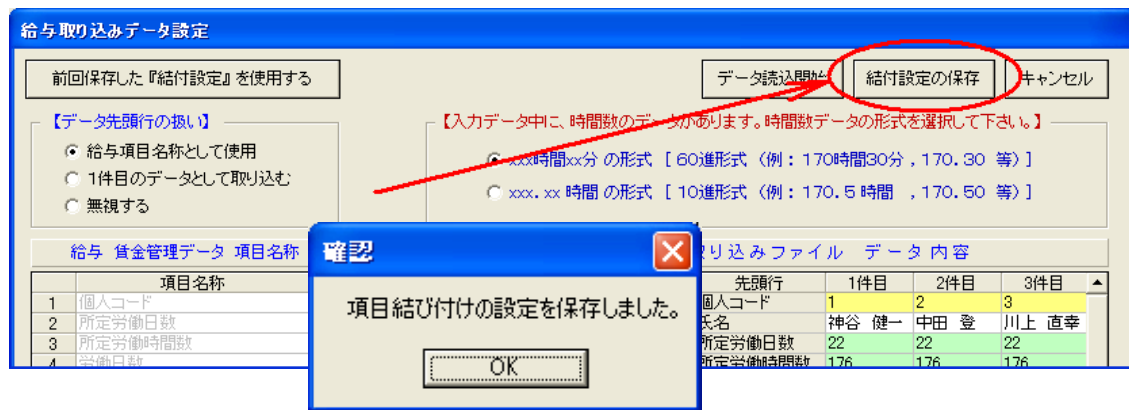 給与取り込みデータ設定
前回保存した『結付設定』を使用する
データ読込開始
結付設定の保存
キャンセル
【データ先頭行の扱い】
給与項目名称として使用
1件目のデータとして取り込む
無視する
【入力データ中に、時間数のデータがあります。時間数データの形式を選択して下さい。】
xxx時間xx分 の形式 [ 60進形式 (例： 170時間30分 , 170.30 等) ]
xxx.xx 時間 の形式 [ 10進形式 (例： 170.5 時間 , 170.50 等) ]
給与 賃金管理データ 項目名称
取り込みファイル データ内容
項目名称
1 個人コード
2 所定労働日数
3 所定労働時間数
4 労働日数
確認
項目結び付けの設定を保存しました。
OK
先頭行 1件目 2件目 3件目
個人コード 1 2 3
氏名 神谷 健一 中田 登 川上 直幸
所定労働日数 22 22 22
所定労働時間数 176 176 176